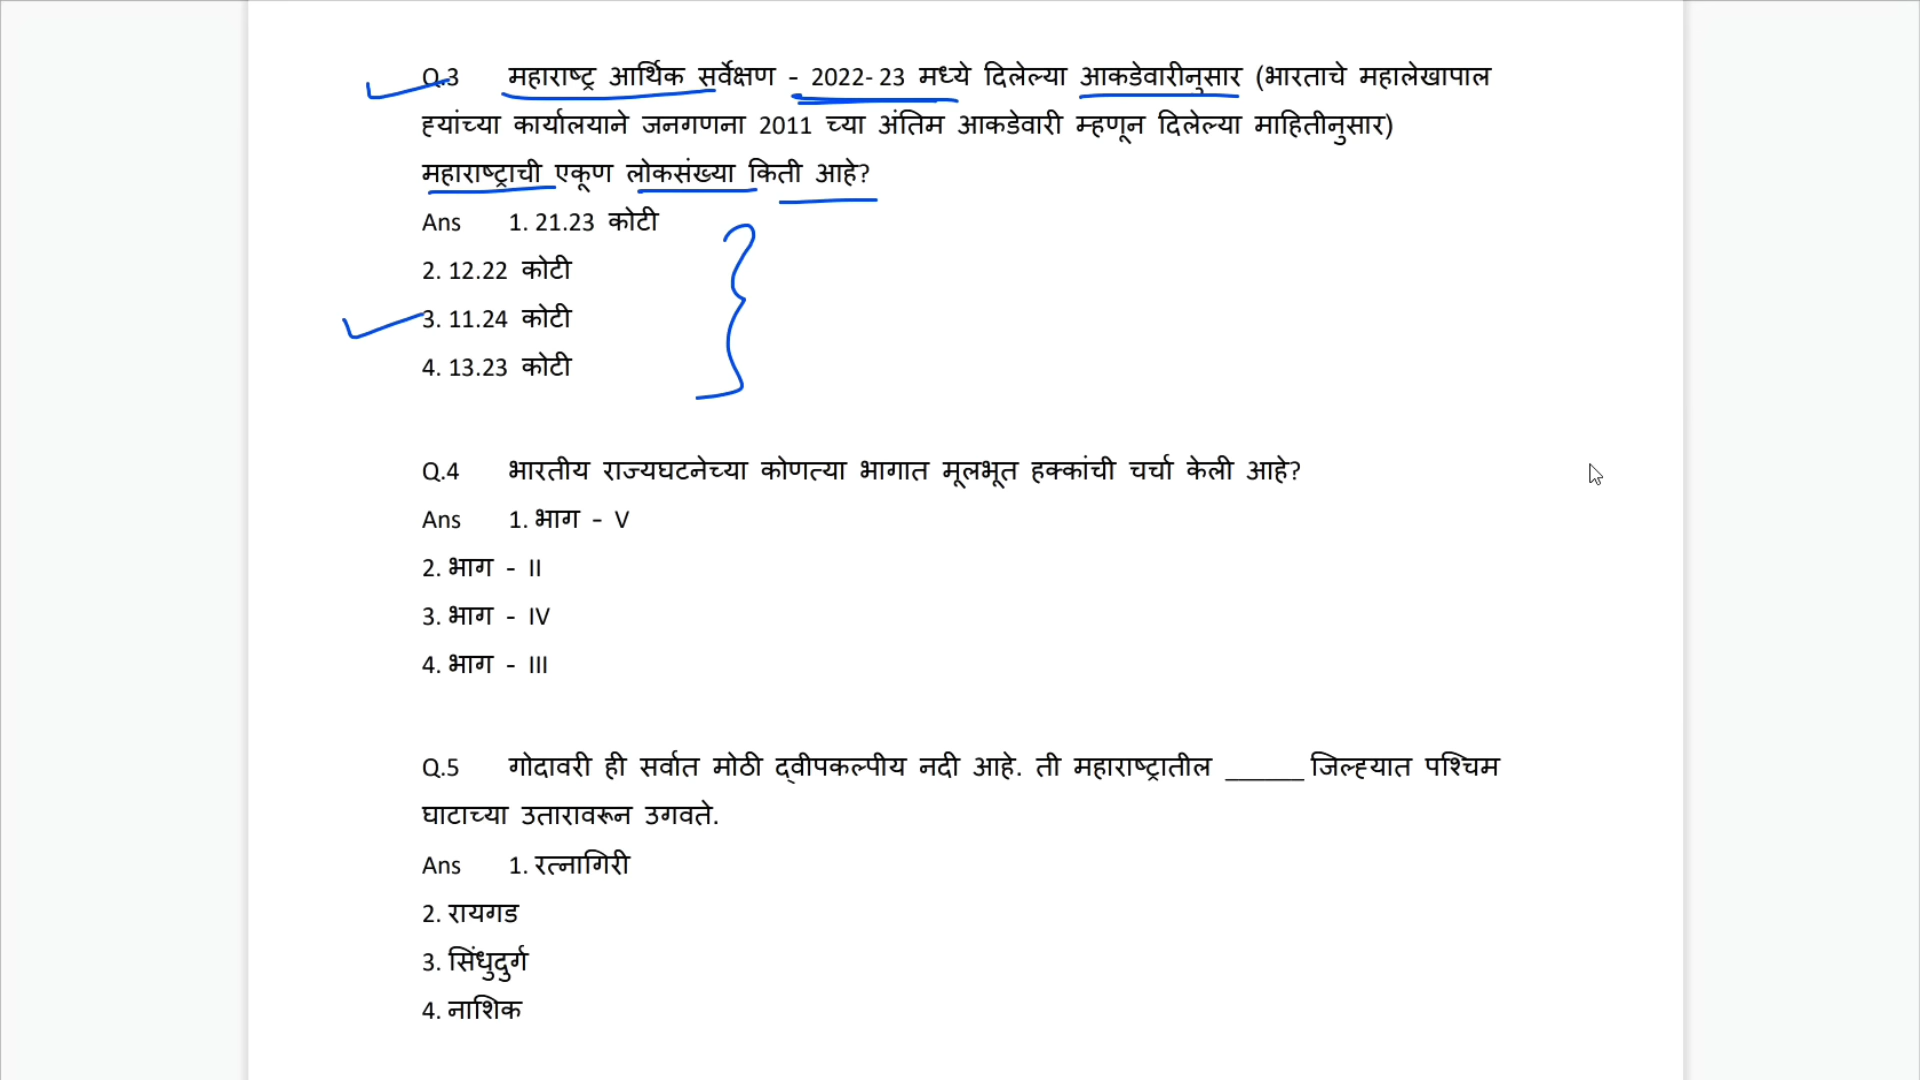 Q.3 महाराष्ट्र आर्थिक सर्वेक्षण - 2022- 23 मध्ये दिलेल्या आकडेवारीनुसार (भारताचे महालेखापाल
ह्यांच्या कार्यालयाने जनगणना 2011 च्या अंतिम आकडेवारी म्हणून दिलेल्या माहितीनुसार)
महाराष्ट्राची एकूण लोकसंख्या किती आहे?
Ans 1. 21.23 कोटी
2. 12.22 कोटी
3. 11.24 कोटी
4. 13.23 कोटी
Q.4 भारतीय राज्यघटनेच्या कोणत्या भागात मूलभूत हक्कांची चर्चा केली आहे?
Ans 1. भाग - V
2. भाग - II
3. भाग - IV
4. भाग - III
Q.5 गोदावरी ही सर्वात मोठी द्वीपकल्पीय नदी आहे. ती महाराष्ट्रातील ______ जिल्ह्यात पश्चिम
घाटाच्या उतारावरून उगवते.
Ans 1. रत्नागिरी
2. रायगड
3. सिंधुदुर्ग
4. नाशिक